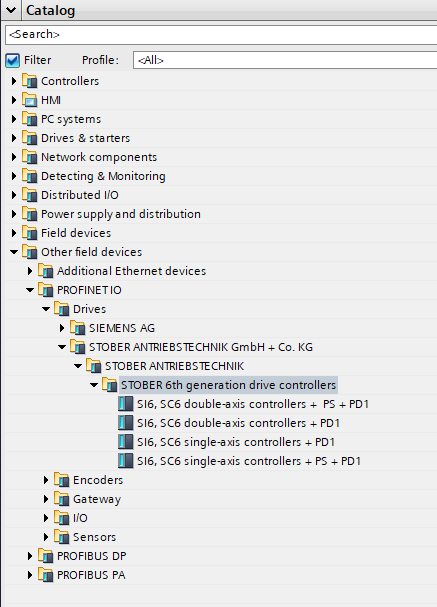 Catalog
<Search>
Filter Profile: <All>
Controllers
HMI
PC systems
Drives & starters
Network components
Detecting & Monitoring
Distributed I/O
Power supply and distribution
Field devices
Other field devices
Additional Ethernet devices
PROFINET IO
Drives
SIEMENS AG
STOBER ANTRIEBSTECHNIK GmbH + Co. KG
STOBER ANTRIEBSTECHNIK
STOBER 6th generation drive controllers
SI6, SC6 double-axis controllers + PS + PD1
SI6, SC6 double-axis controllers + PD1
SI6, SC6 single-axis controllers + PD1
SI6, SC6 single-axis controllers + PS + PD1
Encoders
Gateway
I/O
Sensors
PROFIBUS DP
PROFIBUS PA